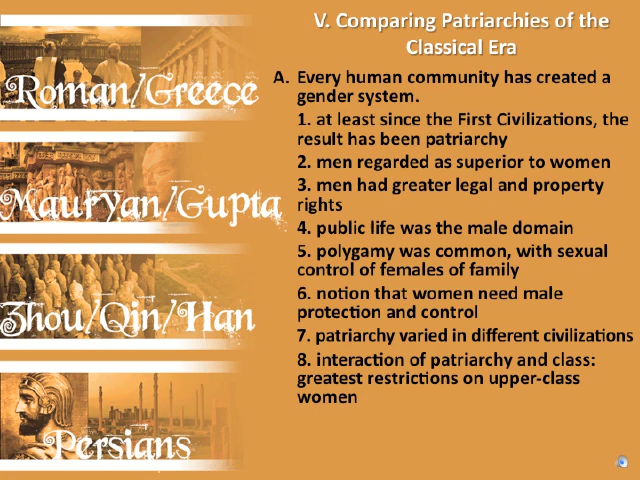 V. Comparing Patriarchies of the
Classical Era
A. Every human community has created a
gender system.
1. at least since the First Civilizations, the
result has been patriarchy
2. men regarded as superior to women
3. men had greater legal and property
rights
4. public life was the male domain
5. polygamy was common, with sexual
control of females of family
6. notion that women need male
protection and control
7. patriarchy varied in different civilizations
8. interaction of patriarchy and class:
greatest restrictions on upper-class
women
Roman/Greece
Mauryan/Gupta
Zhou/Qin/Han
Persians